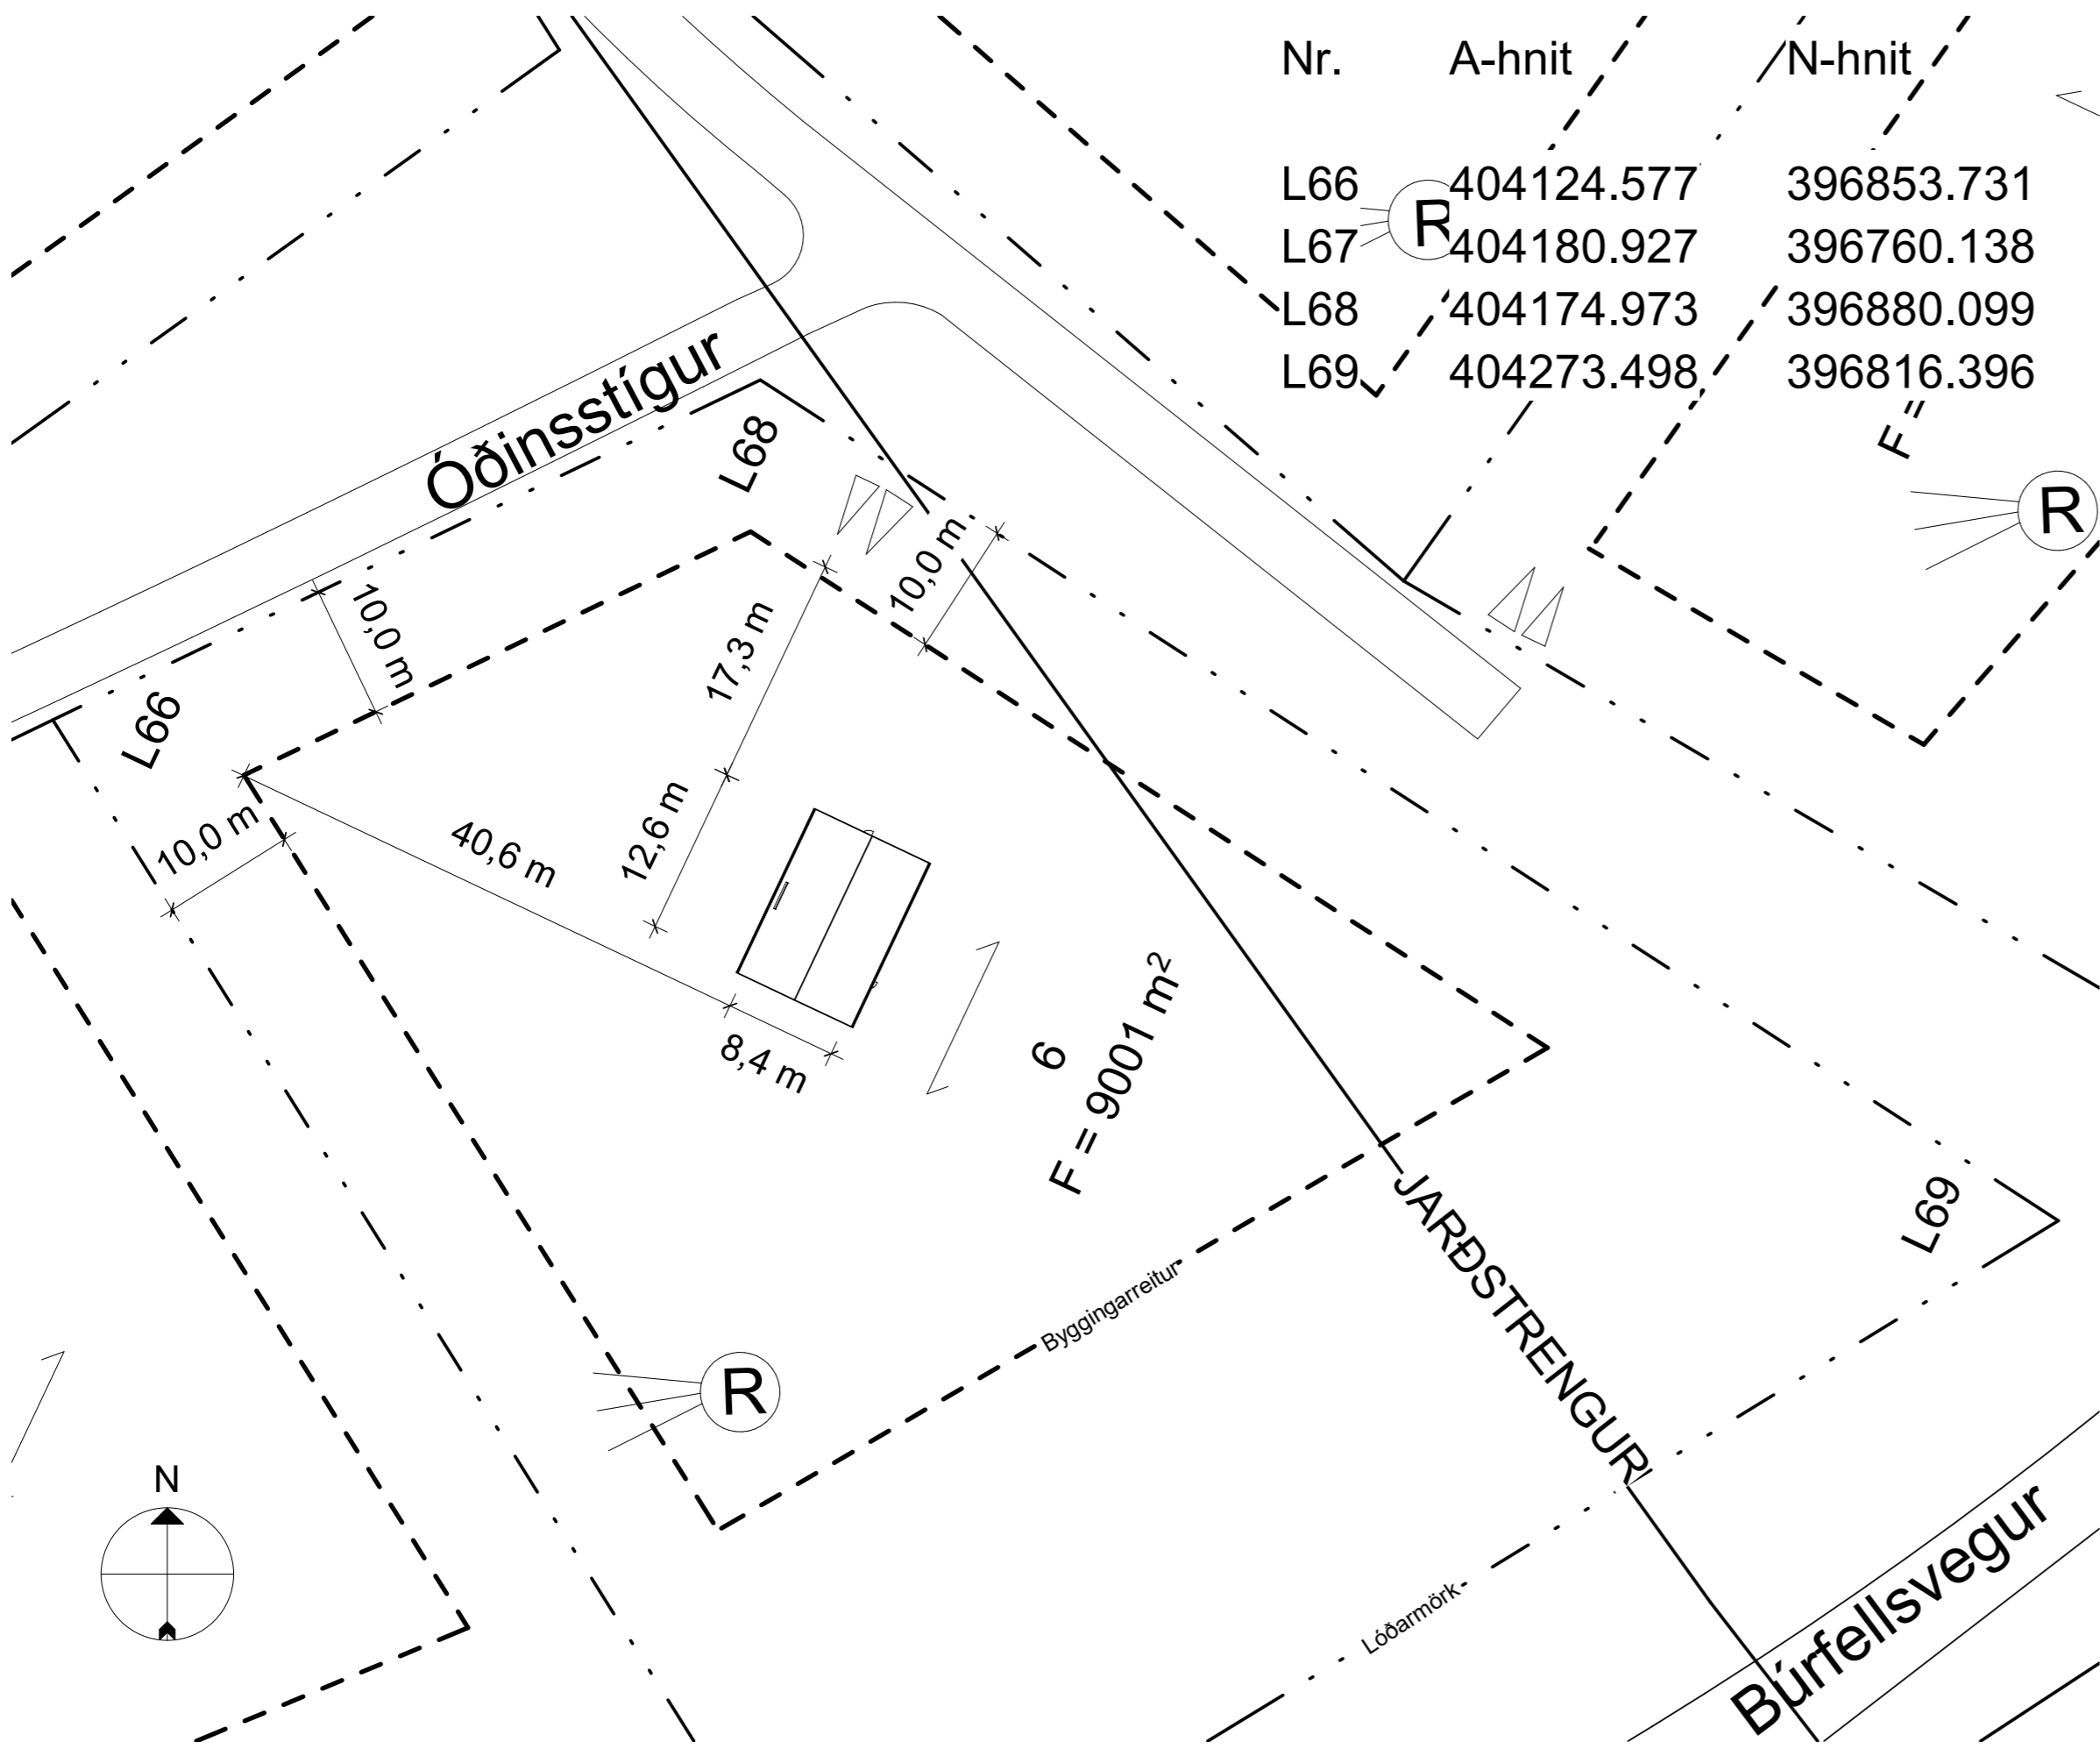 Nr. A-hnit N-hnit
L66 404124.577 396853.731
L67 404180.927 396760.138
L68 404174.973 396880.099
L69 404273.498 396816.396
R
F =
R
Óðinsstígur
L68
10,0 m
10,0 m
17,3 m
L66
10,0 m
40,6 m
12,6 m
8,4 m
6
F = 9001 m²
JARÐSTRENGUR
L69
Byggingarreitur
R
N
Lóðarmörk
Búrfellsvegur